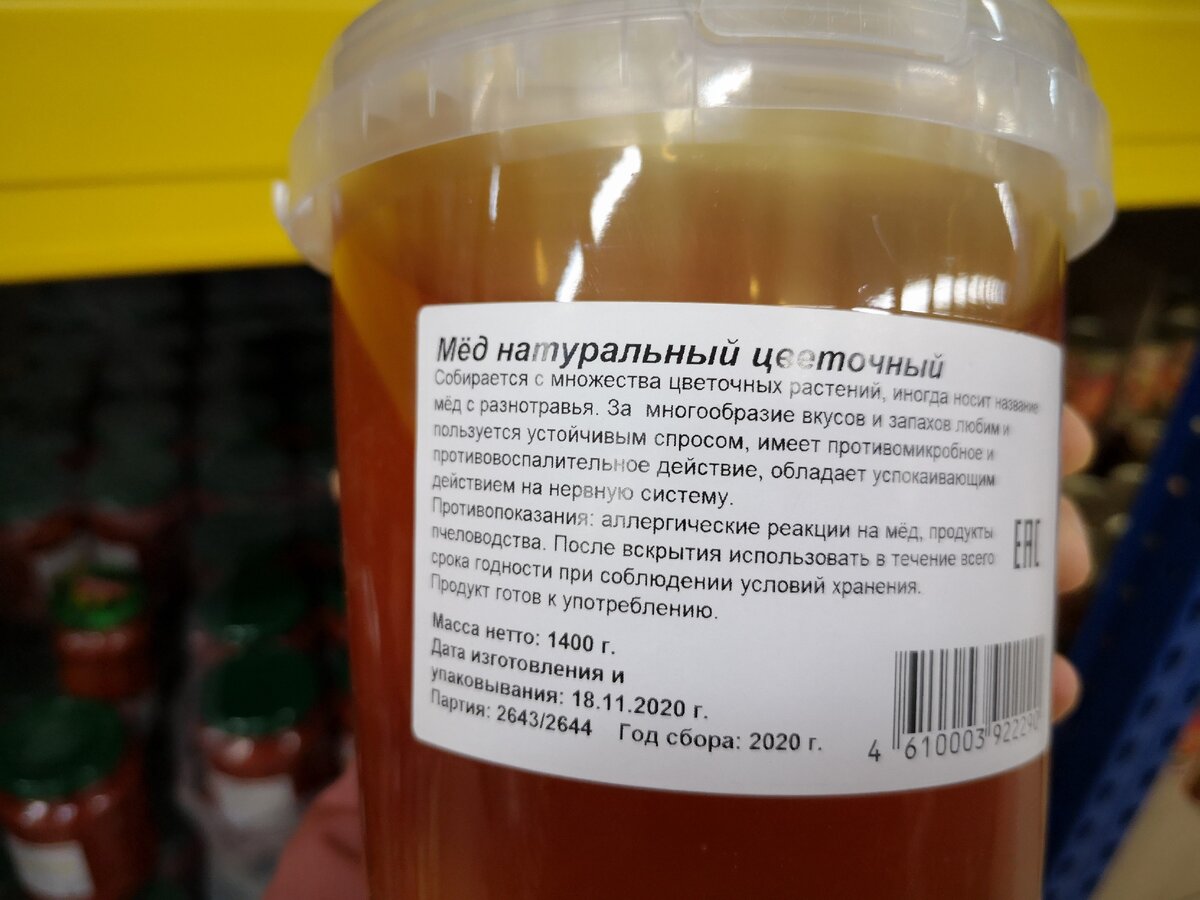 Мёд натуральный цветочный
Собирается с множества цветочных растений, иногда носит название
мёд с разнотравья. За многообразие вкусов и запахов любим и
пользуется устойчивым спросом, имеет противомикробное и
противовоспалительное действие, обладает успокаивающим
действием на нервную систему.
Противопоказания: аллергические реакции на мёд, продукты
пчеловодства. После вскрытия использовать в течение всего
срока годности при соблюдении условий хранения.
Продукт готов к употреблению.
EAC
Масса нетто: 1400 г.
Дата изготовления и
упаковывания: 18.11.2020 г.
Партия: 2643/2644 Год сбора: 2020 г.
4 610003 922290